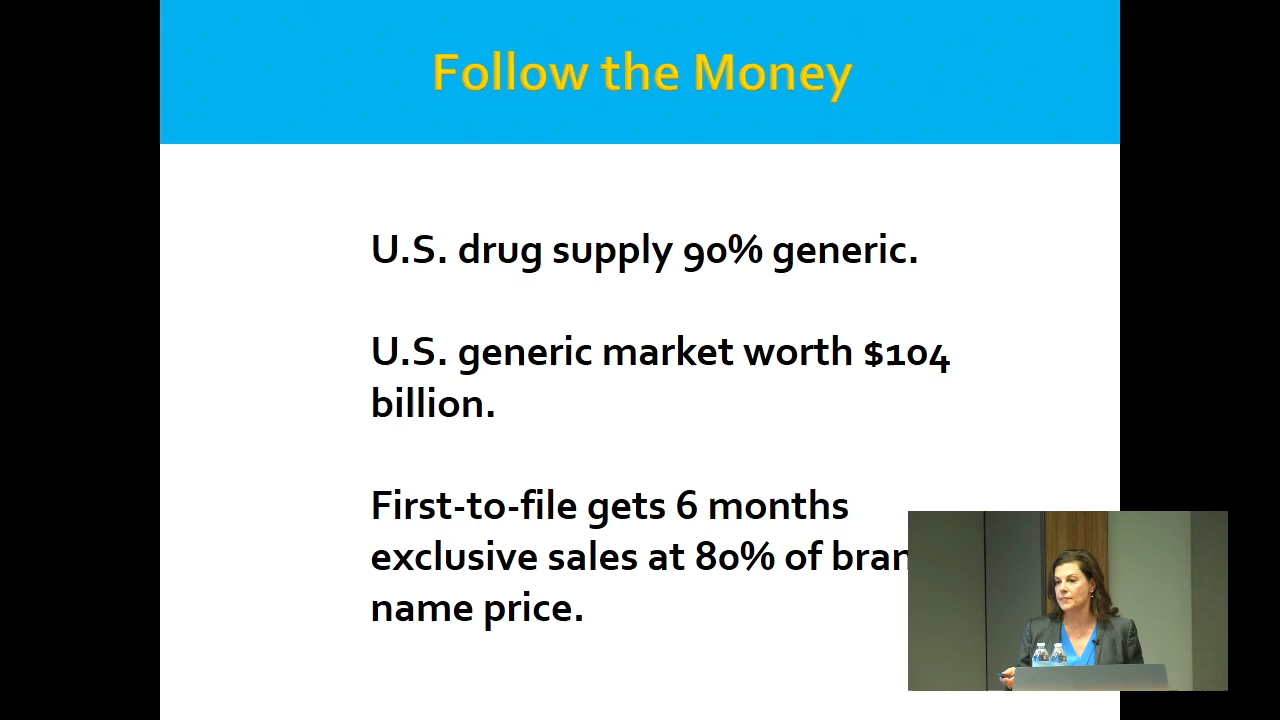 Follow the Money
U.S. drug supply 90% generic.
U.S. generic market worth $104
billion.
First-to-file gets 6 months
exclusive sales at 80% of
name price.